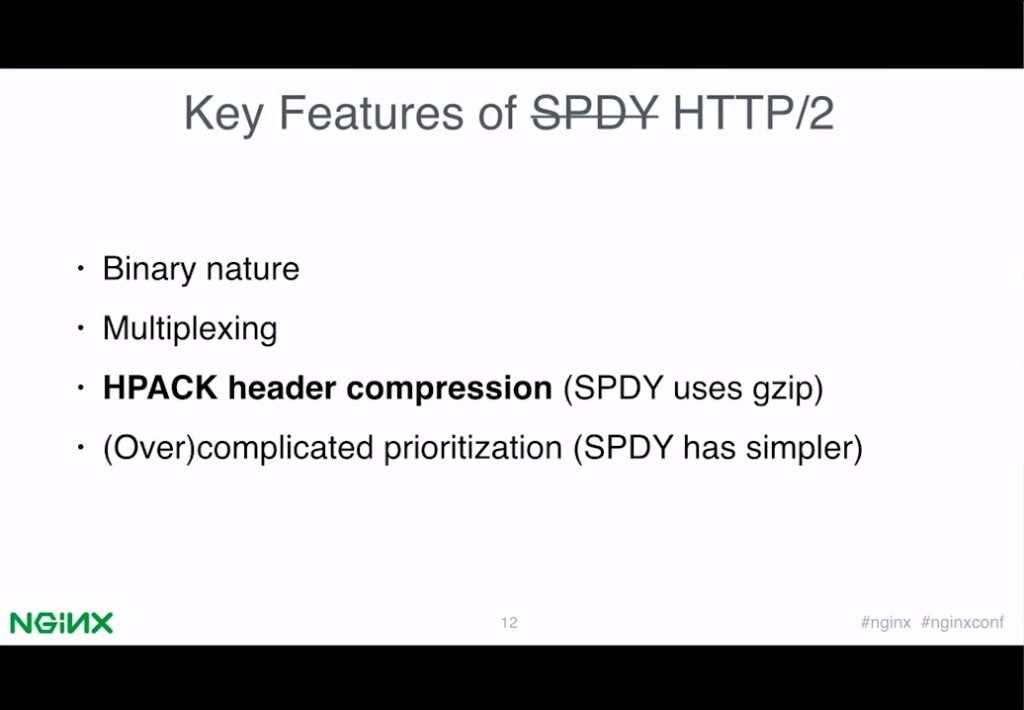 Key Features of SPDY HTTP/2
· Binary nature
· Multiplexing
· HPACK header compression (SPDY uses gzip)
· (Over)complicated prioritization (SPDY has simpler)
NGINX
12
#nginx #nginxconf